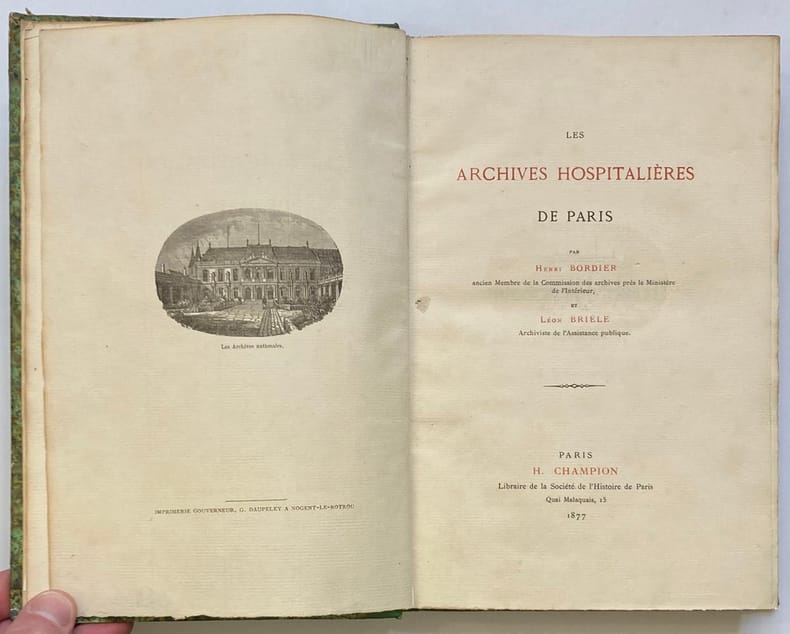 Les Archives nationales.
IMPRIMERIE GOUVERNEUR, G. DAUPELEY A NOGENT-LE-ROTROU
LES
ARCHIVES HOSPITALIÈRES
DE PARIS
PAR
HENRI BORDIER
ancien Membre de la Commission des archives près le Ministère
de l'Intérieur,
ET
LÉON BRIELE
Archiviste de l'Assistance publique.
PARIS
H. CHAMPION
Libraire de la Société de l'Histoire de Paris
Quai Malaquais, 15
1877